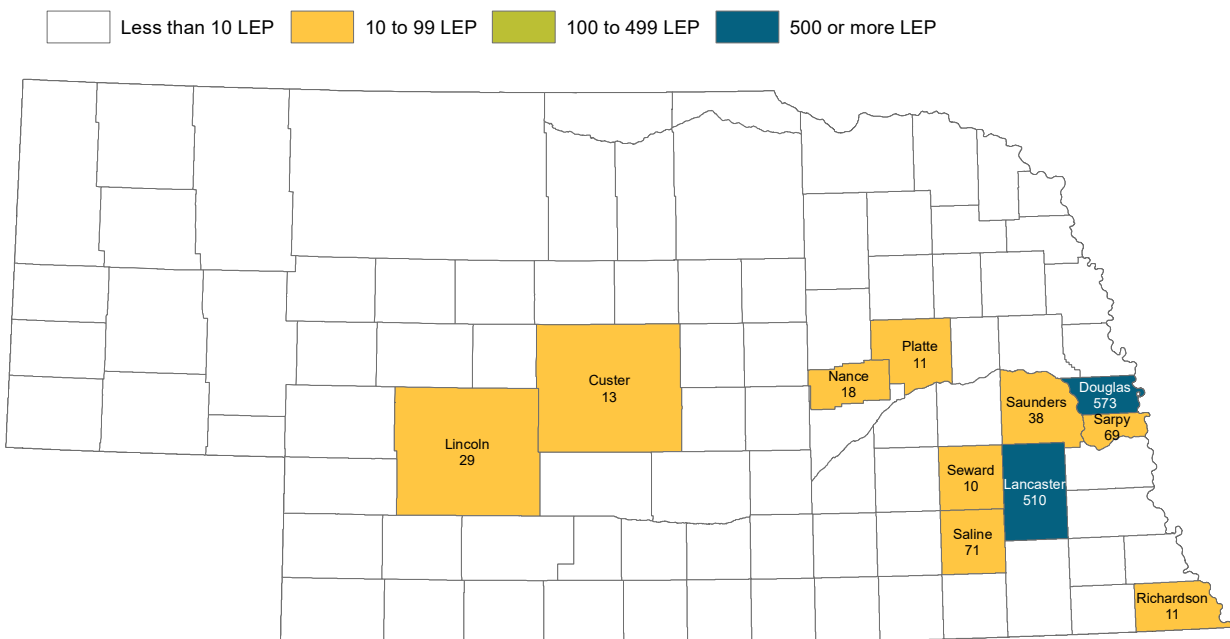 Less than 10 LEP
10 to 99 LEP
100 to 499 LEP
500 or more LEP
Platte
11
Nance
18
Custer
13
Douglas
573
Saunders
38
Sarpy
69
Lincoln
29
Seward
10
Lancaster
510
Saline
71
Richardson
11